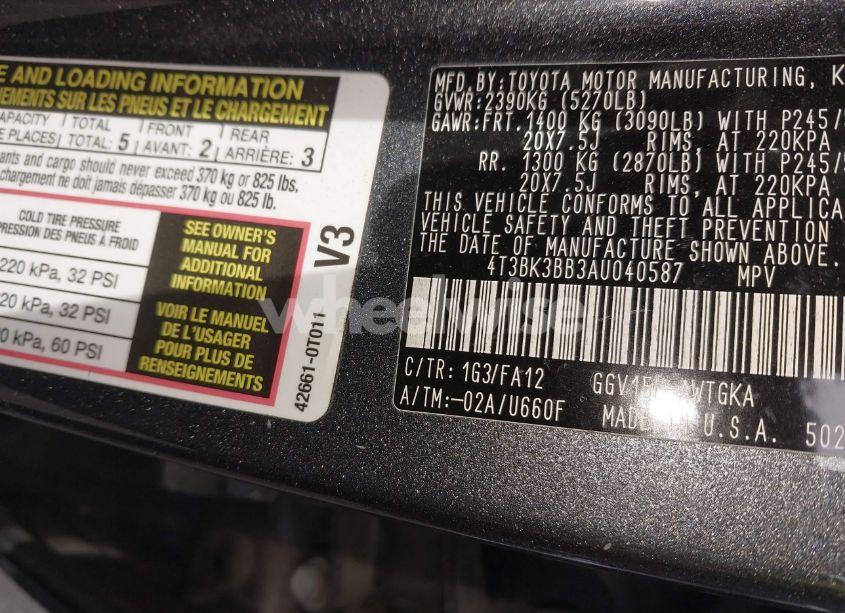 E AND LOADING INFORMATION
NEMENTS SUR LES PNEUS ET LE CHARGEMENT
CAPACITY TOTAL FRONT REAR
E PLACES TOTAL: 5 AVANT: 2 ARRIÈRE: 3
ants and cargo should never exceed 370 kg or 825 lbs.
chargement ne doit jamais dépasser 370 kg ou 825 lb.
COLD TIRE PRESSURE
PRESSION DES PNEUS À FROID
220 kPa, 32 PSI
20 kPa, 32 PSI
0 kPa, 60 PSI
SEE OWNER'S
MANUAL FOR
ADDITIONAL
INFORMATION
VOIR LE MANUEL
DE L'USAGER
POUR PLUS DE
RENSEIGNEMENTS
V3
42661-0T011
MFD. BY: TOYOTA MOTOR MANUFACTURING, K
GVWR: 2390KG (5270LB)
GAWR: FRT. 1400 KG (3090LB) WITH P245/
20X7.5J RIMS, AT 220KPA
RR. 1300 KG (2870LB) WITH P245/
20X7.5J RIMS, AT 220KPA
THIS VEHICLE CONFORMS TO ALL APPLICA
VEHICLE SAFETY AND THEFT PREVENTION
THE DATE OF MANUFACTURE SHOWN ABOVE.
4T3BK3BB3AU040587 MPV
C/TR: 1G3/FA12
A/TM: -02A/U660F
MADE IN U.S.A. 502
wheelwise